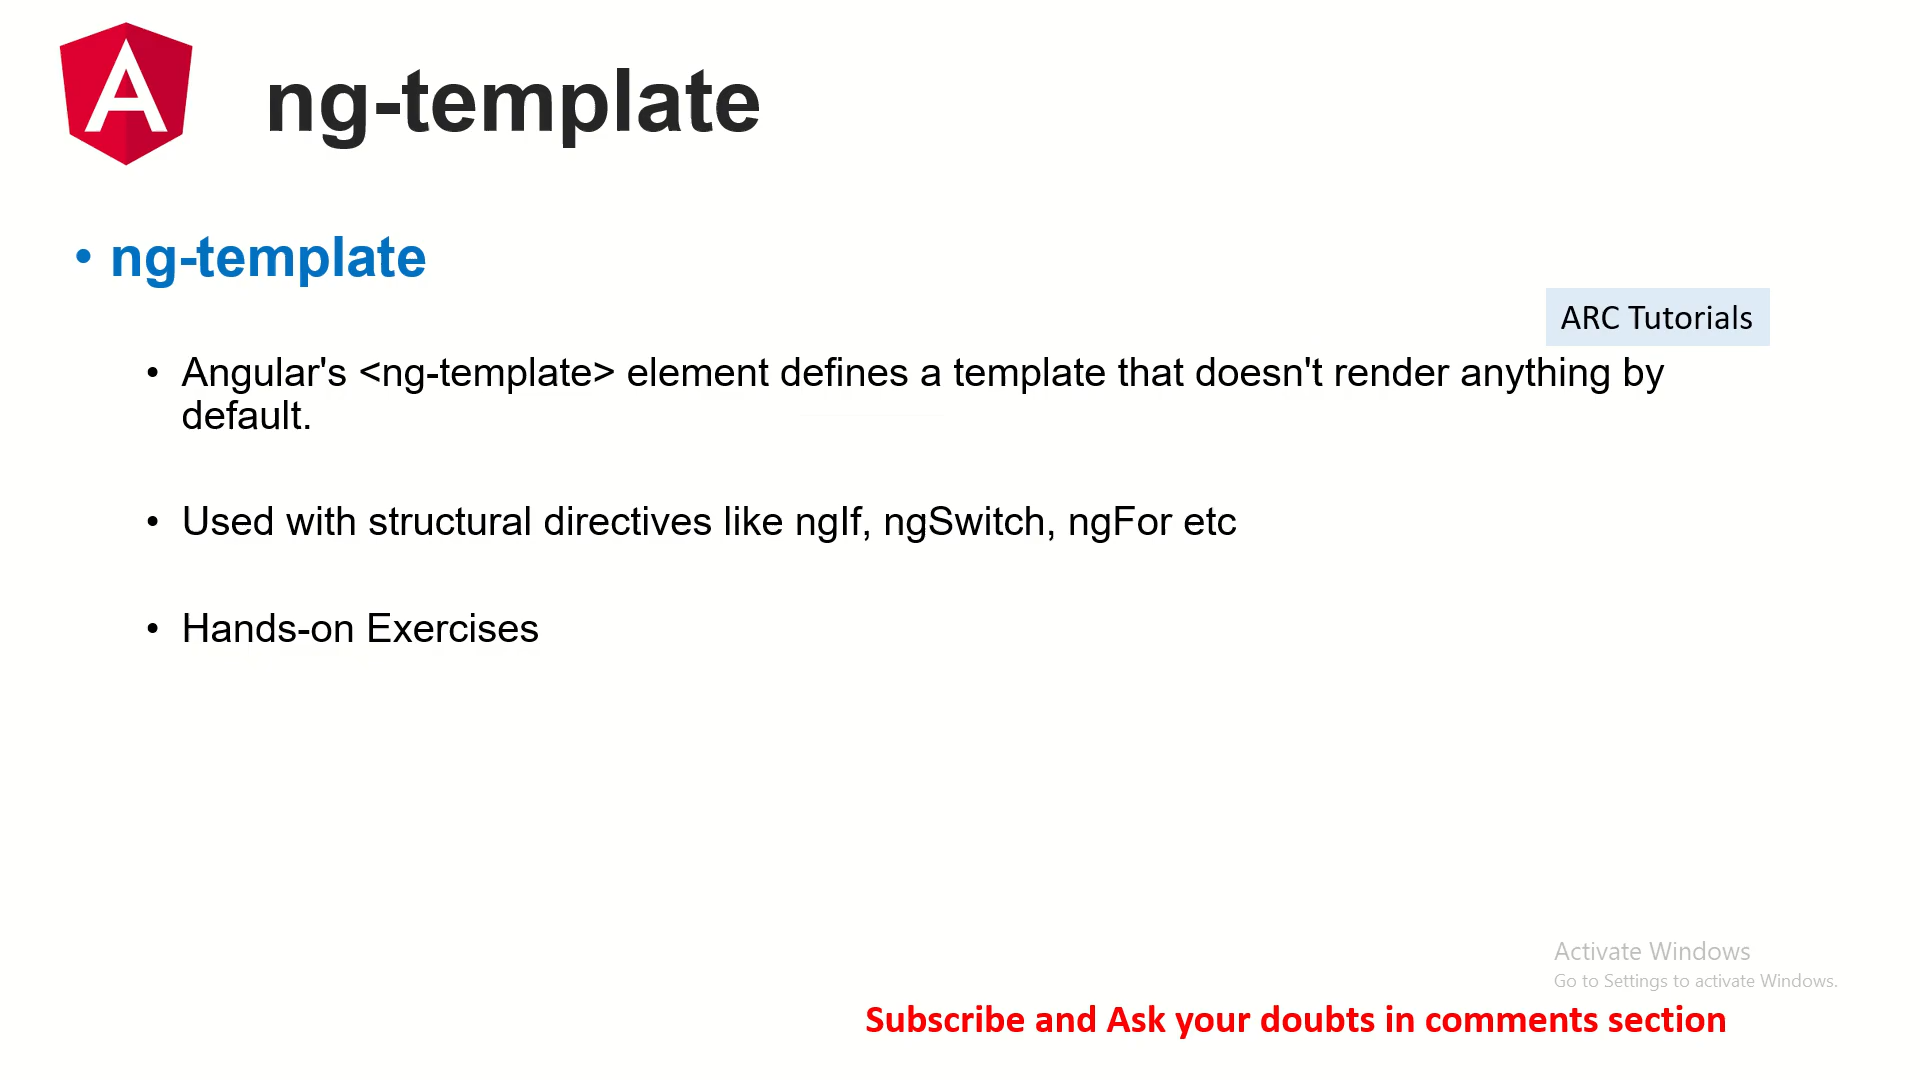 ng-template
• ng-template
ARC Tutorials
• Angular's <ng-template> element defines a template that doesn't render anything by
default.
• Used with structural directives like ngIf, ngSwitch, ngFor etc
• Hands-on Exercises
Activate Windows
Go to Settings to activate Windows.
Subscribe and Ask your doubts in comments section